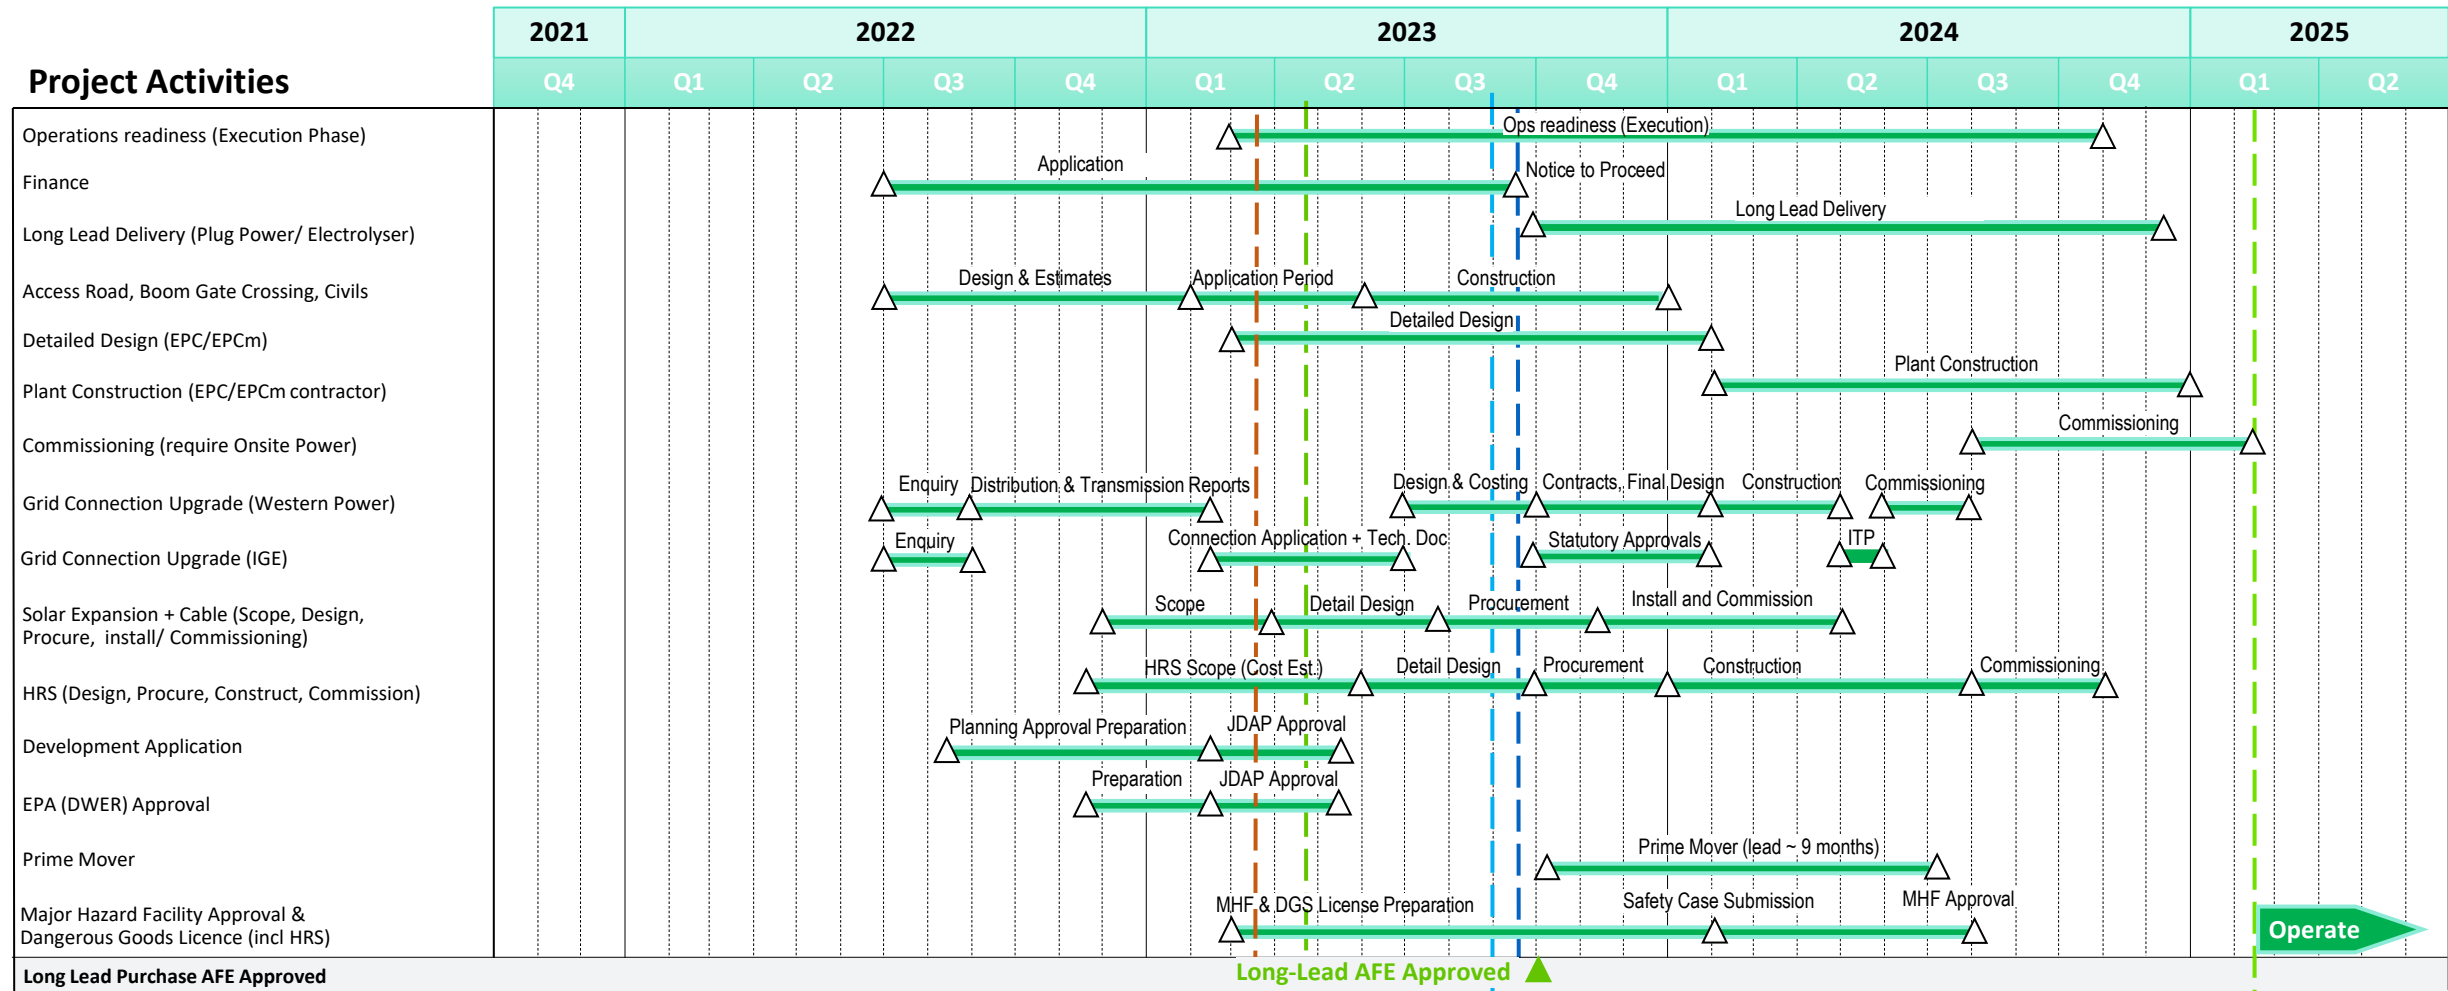 2021 2022 2023 2024 2025
Project Activities
Q4 Q1 Q2 Q3 Q4 Q1 Q2 Q3 Q4 Q1 Q2 Q3 Q4 Q1 Q2
Operations readiness (Execution Phase)
Ops readiness (Execution)
Finance
Application
Notice to Proceed
Long Lead Delivery (Plug Power/ Electrolyser)
Long Lead Delivery
Access Road, Boom Gate Crossing, Civils
Design & Estimates
Application Period
Construction
Detailed Design (EPC/EPCm)
Detailed Design
Plant Construction (EPC/EPCm contractor)
Plant Construction
Commissioning (require Onsite Power)
Commissioning
Grid Connection Upgrade (Western Power)
Enquiry
Distribution & Transmission Reports
Design & Costing
Contracts, Final Design
Construction
Commissioning
Grid Connection Upgrade (IGE)
Enquiry
Connection Application + Tech. Doc
Statutory Approvals
ITP
Solar Expansion + Cable (Scope, Design,
Procure, install/ Commissioning)
Scope
Detail Design
Procurement
Install and Commission
HRS (Design, Procure, Construct, Commission)
HRS Scope (Cost Est.)
Detail Design
Procurement
Construction
Commissioning
Development Application
Planning Approval Preparation
JDAP Approval
EPA (DWER) Approval
Preparation
JDAP Approval
Prime Mover
Prime Mover (lead ~ 9 months)
Major Hazard Facility Approval &
Dangerous Goods Licence (incl HRS)
MHF & DGS License Preparation
Safety Case Submission
MHF Approval
Operate
Long Lead Purchase AFE Approved
Long-Lead AFE Approved